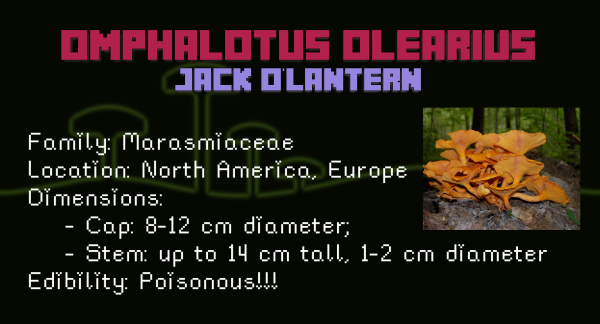 OMPHALOTUS OLEARIUS
JACK O'LANTERN
Family: Marasmiaceae
Location: North America, Europe
Dimensions:
- Cap: 8-12 cm diameter;
- Stem: up to 14 cm tall, 1-2 cm diameter
Edibility: Poisonous!!!